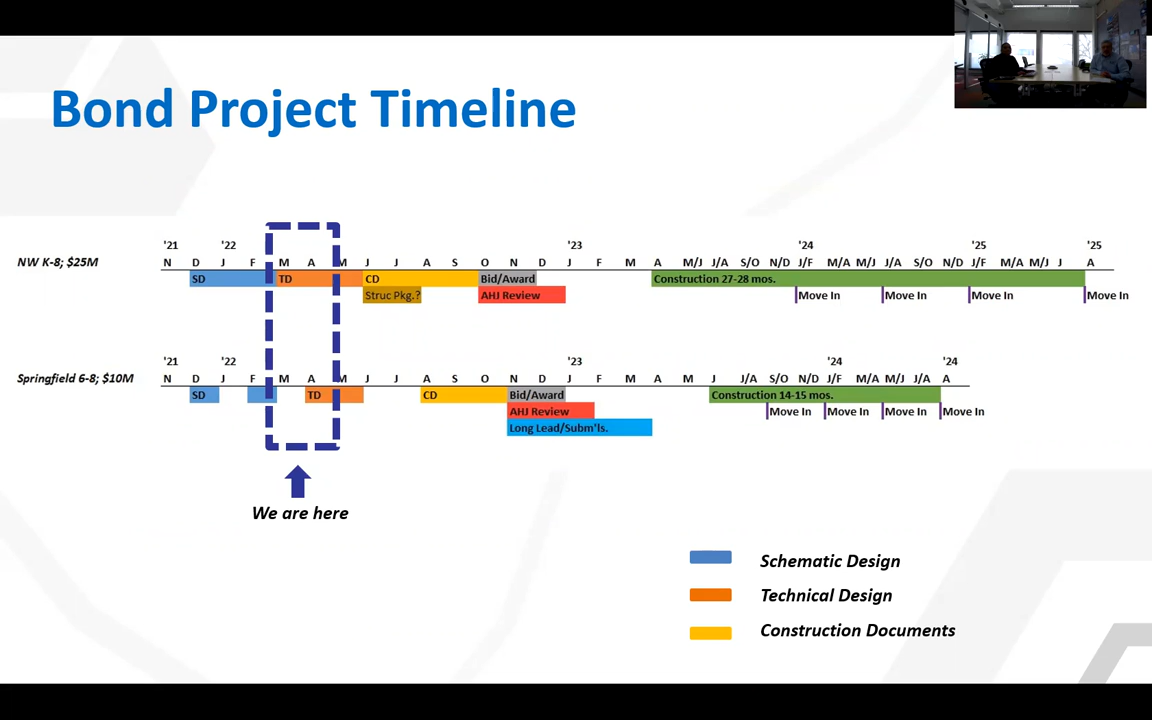 Bond Project Timeline
'21 '22 '23 '24 '25 '25
NW K-8; $25M N D J F M A M J J A S O N D J F M A M/J J/A S/O N/D J/F M/A M/J J/A S/O N/D J/F M/A M/J J A
SD TD CD Bid/Award Construction 27-28 mos.
Struc Pkg.? AHJ Review Move In Move In Move In Move In
'21 '22 '23 '24 '24
Springfield 6-8; $10M N D J F M A M J J A S O N D J F M A M J J/A S/O N/D J/F M/A M/J J/A A
SD TD CD Bid/Award Construction 14-15 mos.
AHJ Review Move In Move In Move In Move In
Long Lead/Subm'ls.
We are here
Schematic Design
Technical Design
Construction Documents